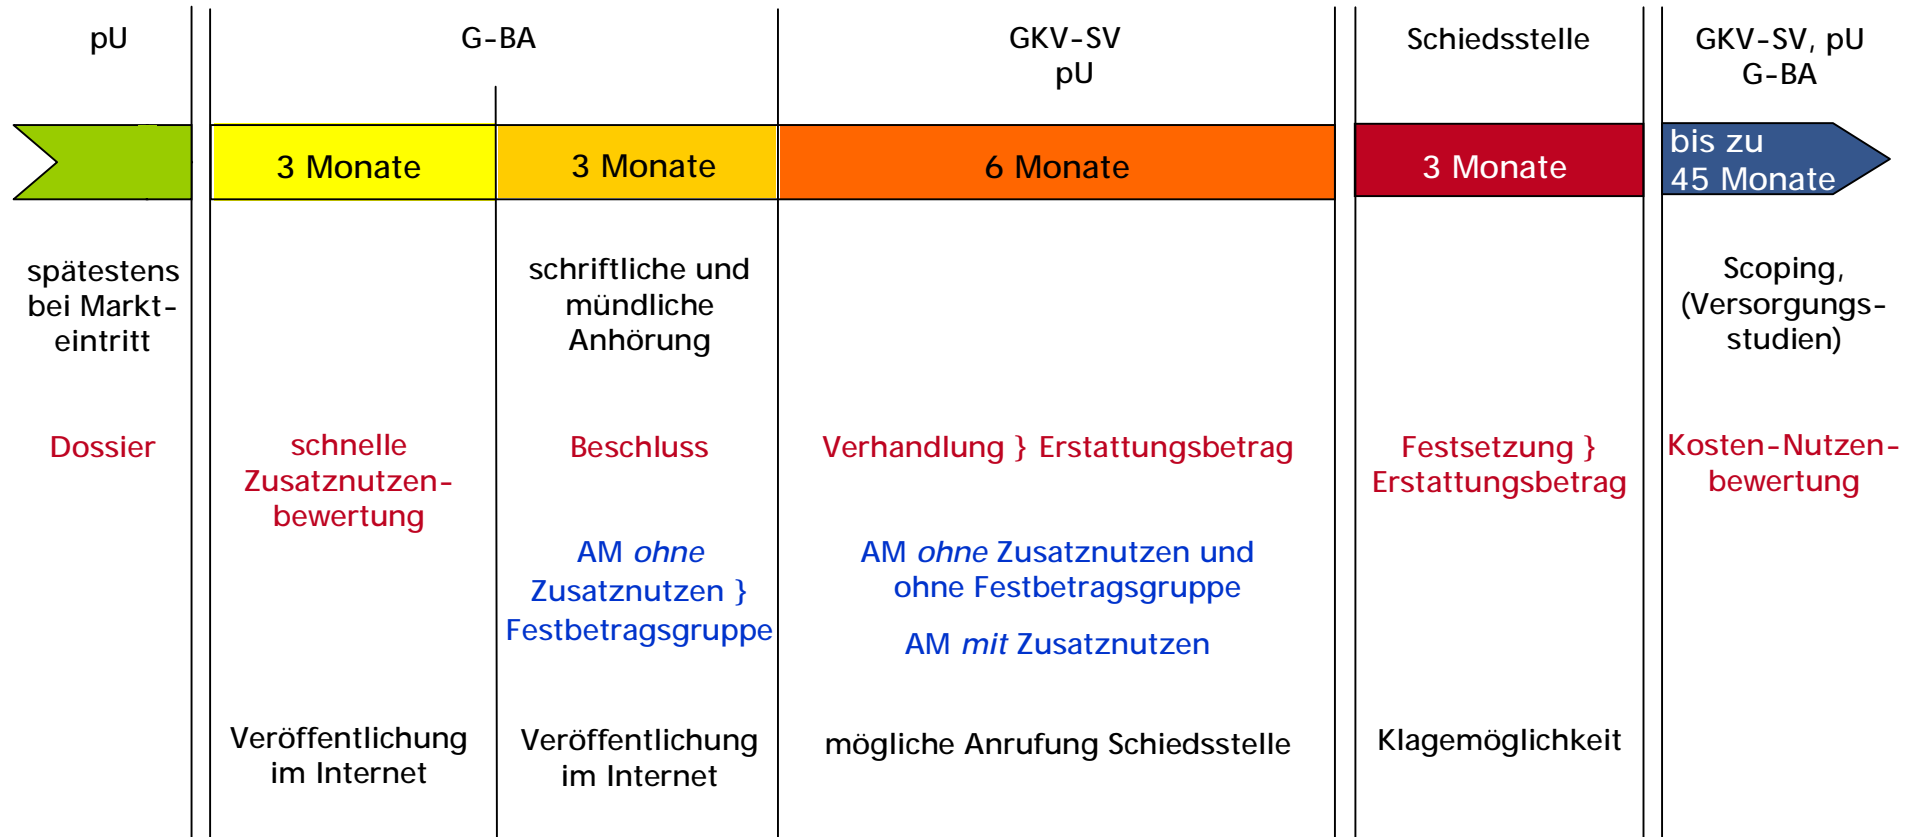 pU
G-BA
GKV-SV
pU
Schiedsstelle
GKV-SV, pU
G-BA
3 Monate
3 Monate
6 Monate
3 Monate
bis zu
45 Monate
spätestens
bei Markt-
eintritt
schriftliche und
mündliche
Anhörung
Scoping,
(Versorgungs-
studien)
Dossier
schnelle
Zusatznutzen-
bewertung
Beschluss
Verhandlung } Erstattungsbetrag
Festsetzung }
Erstattungsbetrag
Kosten-Nutzen-
bewertung
AM ohne
Zusatznutzen }
Festbetragsgruppe
AM ohne Zusatznutzen und
ohne Festbetragsgruppe
AM mit Zusatznutzen
Veröffentlichung
im Internet
Veröffentlichung
im Internet
mögliche Anrufung Schiedsstelle
Klagemöglichkeit